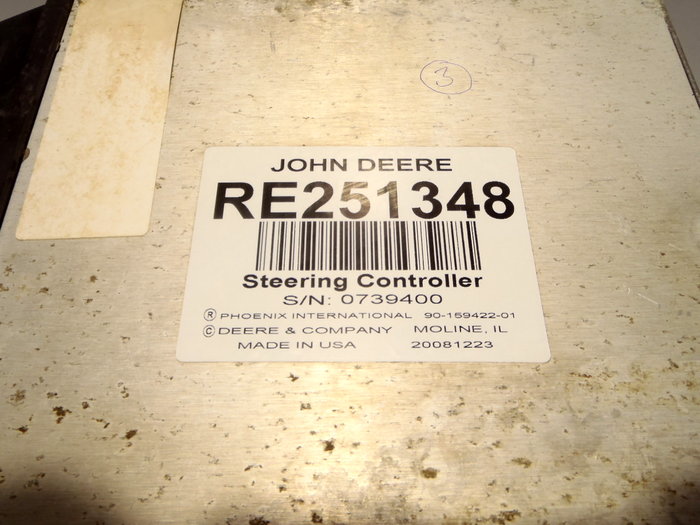 3
JOHN DEERE
RE251348
Steering Controller
S/N: 0739400
® PHOENIX INTERNATIONAL 90-159422-01
© DEERE & COMPANY MOLINE, IL
MADE IN USA 20081223